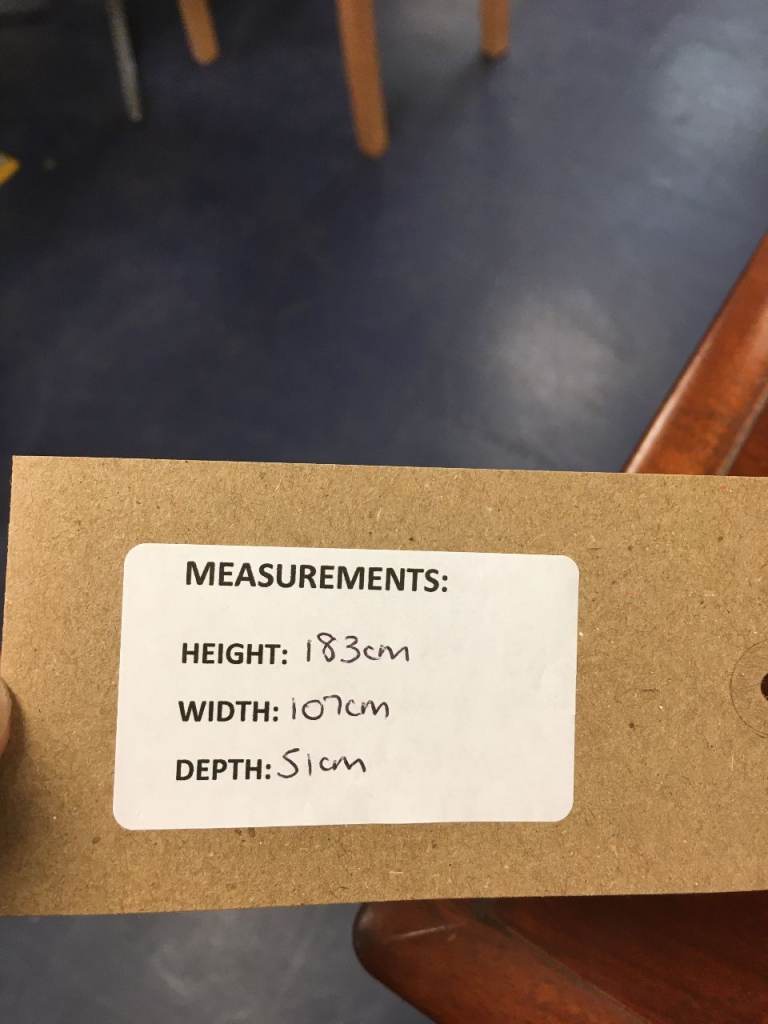 MEASUREMENTS:
HEIGHT: 183cm
WIDTH: 107cm
DEPTH: 51cm